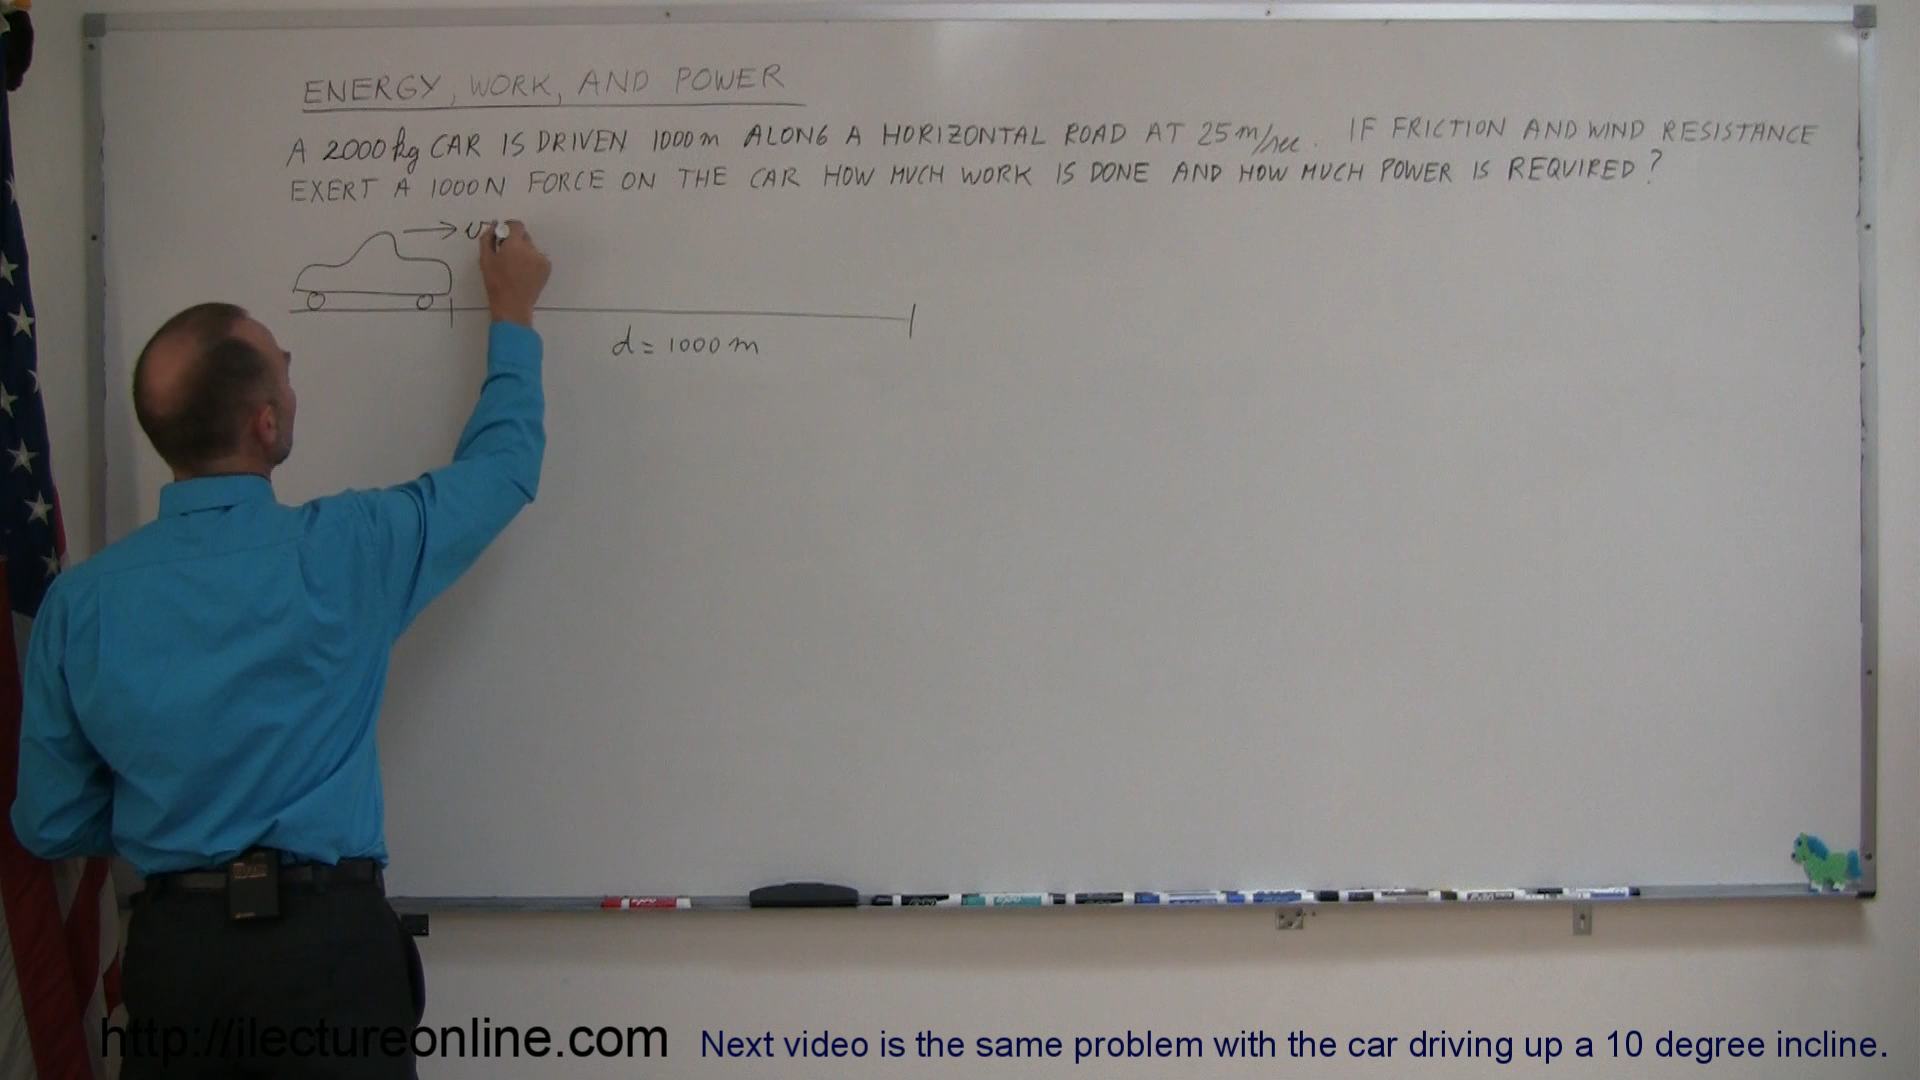 ENERGY, WORK, AND POWER
A 2000 kg CAR IS DRIVEN 1000 m ALONG A HORIZONTAL ROAD AT 25 m/sec. IF FRICTION AND WIND RESISTANCE
EXERT A 1000 N FORCE ON THE CAR HOW MUCH WORK IS DONE AND HOW MUCH POWER IS REQUIRED?
v
d = 1000 m
http://ilectureonline.com Next video is the same problem with the car driving up a 10 degree incline.